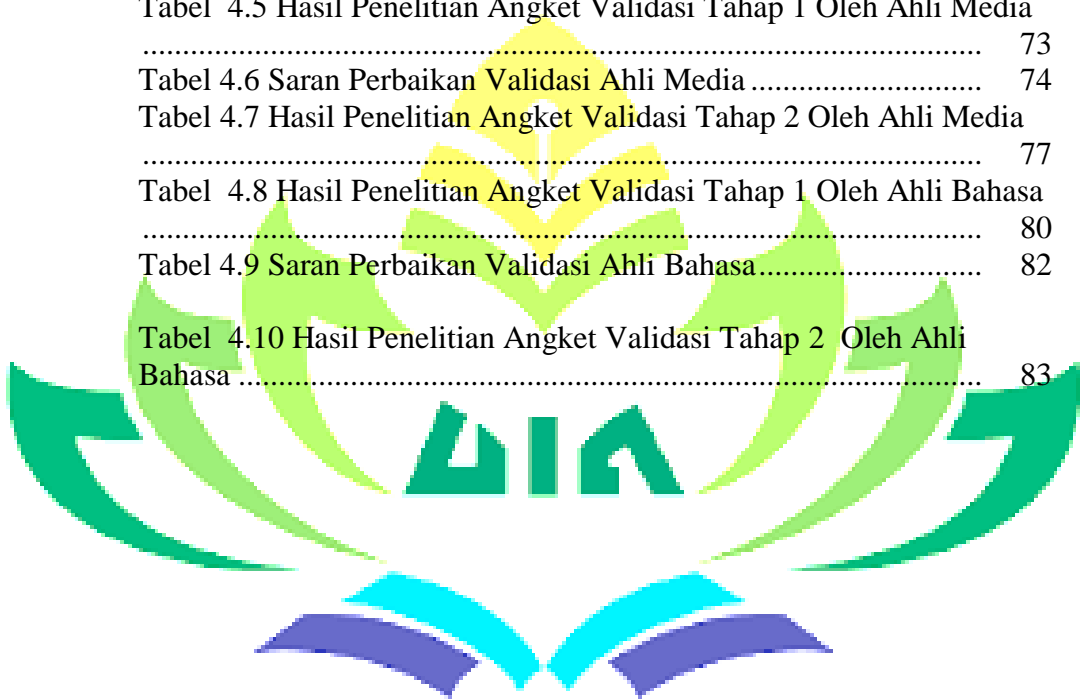 Tabel 4.5 Hasil Penelitian Angket Validasi Tahap 1 Oleh Ahli Media
......................................................................................................... 73
Tabel 4.6 Saran Perbaikan Validasi Ahli Media ............................. 74
Tabel 4.7 Hasil Penelitian Angket Validasi Tahap 2 Oleh Ahli Media
......................................................................................................... 77
Tabel 4.8 Hasil Penelitian Angket Validasi Tahap 1 Oleh Ahli Bahasa
......................................................................................................... 80
Tabel 4.9 Saran Perbaikan Validasi Ahli Bahasa............................ 82
Tabel 4.10 Hasil Penelitian Angket Validasi Tahap 2 Oleh Ahli
Bahasa ............................................................................................. 83
UIN